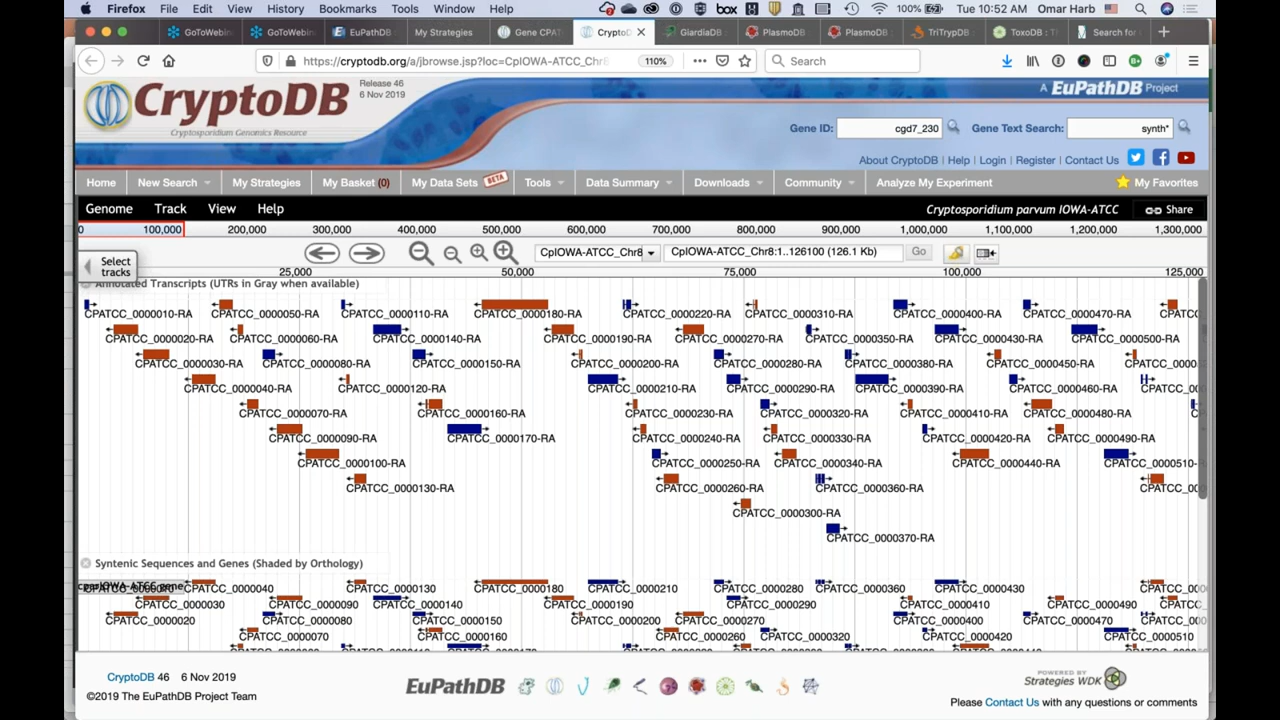 Firefox File Edit View History Bookmarks Tools Window Help box 100% Tue 10:52 AM Omar Harb
GoToWebin GoToWebin EuPathDB My Strategies Gene CPAT CryptoD GiardiaDB PlasmoDB PlasmoDB TriTrypDB ToxoDB : T Search for
https://cryptodb.org/a/jbrowse.jsp?loc=CpIOWA-ATCC_Chr8 110% Search
CryptoDB
Release 46
6 Nov 2019
Cryptosporidium Genomics Resource
A EuPathDB Project
Gene ID: cgd7_230 Gene Text Search: synth*
About CryptoDB | Help | Login | Register | Contact Us
Home New Search My Strategies My Basket (0) My Data Sets BETA Tools Data Summary Downloads Community Analyze My Experiment My Favorites
Genome Track View Help Cryptosporidium parvum IOWA-ATCC Share
0 100,000 200,000 300,000 400,000 500,000 600,000 700,000 800,000 900,000 1,000,000 1,100,000 1,200,000 1,300,000
Select
tracks
CpIOWA-ATCC_Chr8 CpIOWA-ATCC_Chr8:1..126100 (126.1 Kb) Go
25,000 50,000 75,000 100,000 125,000
Annotated Transcripts (UTRs in Gray when available)
CPATCC_0000010-RA CPATCC_0000050-RA CPATCC_0000110-RA CPATCC_0000180-RA CPATCC_0000220-RA CPATCC_0000310-RA CPATCC_0000400-RA CPATCC_0000470-RA CPATC
CPATCC_0000020-RA CPATCC_0000060-RA CPATCC_0000140-RA CPATCC_0000190-RA CPATCC_0000270-RA CPATCC_0000350-RA CPATCC_0000430-RA CPATCC_0000500-RA
CPATCC_0000030-RA CPATCC_0000080-RA CPATCC_0000150-RA CPATCC_0000200-RA CPATCC_0000280-RA CPATCC_0000380-RA CPATCC_0000450-RA CPATCC_000
CPATCC_0000040-RA CPATCC_0000120-RA CPATCC_0000210-RA CPATCC_0000290-RA CPATCC_0000390-RA CPATCC_0000460-RA CPATCC_00
CPATCC_0000070-RA CPATCC_0000160-RA CPATCC_0000230-RA CPATCC_0000320-RA CPATCC_0000410-RA CPATCC_0000480-RA
CPATCC_0000090-RA CPATCC_0000170-RA CPATCC_0000240-RA CPATCC_0000330-RA CPATCC_0000420-RA CPATCC_0000490-RA
CPATCC_0000100-RA CPATCC_0000250-RA CPATCC_0000340-RA CPATCC_0000440-RA CPATCC_0000510-
CPATCC_0000130-RA CPATCC_0000260-RA CPATCC_0000360-RA CPATCC_00
CPATCC_0000300-RA
CPATCC_0000370-RA
Syntenic Sequences and Genes (Shaded by Orthology)
CPATCC_0000040 CPATCC_0000130 CPATCC_0000180 CPATCC_0000210 CPATCC_0000280 CPATCC_0000360 CPATCC_0000430 CPATCC_00
CPATCC_0000030 CPATCC_0000090 CPATCC_0000140 CPATCC_0000190 CPATCC_0000290 CPATCC_0000410 CPATCC_0000490 CPATC
CPATCC_0000020 CPATCC_0000080 CPATCC_0000150 CPATCC_0000200 CPATCC_0000270 CPATCC_0000400 CPATCC_0000470 CPATCC_00
CPATCC_0000070 CPATCC_0000160 CPATCC_0000260 CPATCC_0000320 CPATCC_0000420 CPATCC_0000510
CryptoDB 46 6 Nov 2019
©2019 The EuPathDB Project Team
EuPathDB
POWERED BY
Strategies WDK
Please Contact Us with any questions or comments